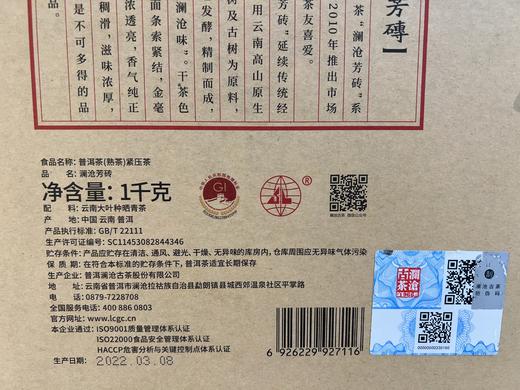 芳磚】
茶”系
“澜沧芳砖”系
2010年推出市场
茶友喜爱。
芳砖”延续传统经
用云南高山原生
树及古树为原料，
发酵，精制而成，
澜沧味”。干茶色
面条索紧结，金毫
浓透亮，香气纯正
稠滑，滋味浓厚，
是不可多得的品
品。
食品名称: 普洱茶(熟茶)紧压茶
品 名: 澜沧芳砖
净含量: 1千克
配 料: 云南大叶种晒青茶
产 地: 中国 云南 普洱
产品执行标准: GB/T 22111
生产许可证编号: SC11453082844346
贮存条件: 产品应贮存在清洁、通风、避光、干燥、无异味的库房内，仓库周围应无异味气体污染
保 质 期: 在符合本标准的贮存条件下，普洱茶适宜长期保存
生产企业: 普洱澜沧古茶股份有限公司
地 址: 云南省普洱市澜沧拉祜族自治县勐朗镇县城西郊温泉社区平掌路
电 话: 0879-7228708
全国服务电话: 400 886 0803
官方网站: www.lcgc.cn
本企业通过: ISO9001质量管理体系认证
ISO22000食品安全管理体系认证
HACCP危害分析与关键控制点体系认证
生产日期: 2022.03.08
GI
6 926229 927116
澜沧古茶
澜沧古茶
防伪码